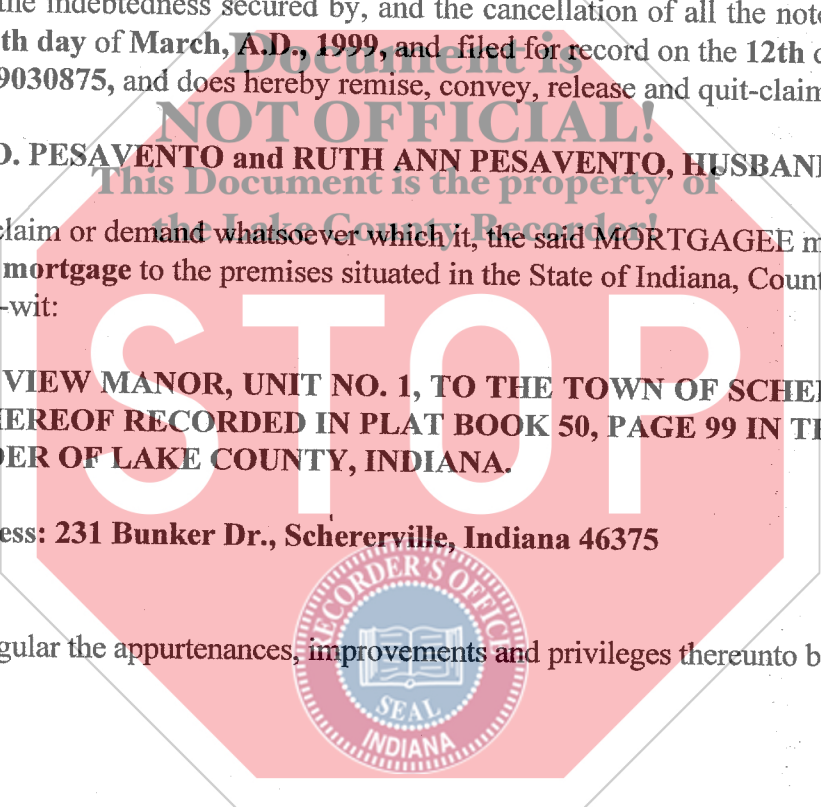 the indebtedness secured by, and the cancellation of all the note
th day of March, A.D., 1999, and filed for record on the 12th
9030875, and does hereby remise, convey, release and quit-claim
Document is
NOT OFFICIAL!
This Document is the property of
the Lake County Recorder!
O. PESAVENTO and RUTH ANN PESAVENTO, HUSBAN
claim or demand whatsoever which it, the said MORTGAGEE m
mortgage to the premises situated in the State of Indiana, Count
-wit:
STOP
VIEW MANOR, UNIT NO. 1, TO THE TOWN OF SCHE
EREOF RECORDED IN PLAT BOOK 50, PAGE 99 IN T
DER OF LAKE COUNTY, INDIANA.
ess: 231 Bunker Dr., Schererville, Indiana 46375
gular the appurtenances, improvements and privileges thereunto b
RECORDER'S OFFICE
SEAL
INDIANA